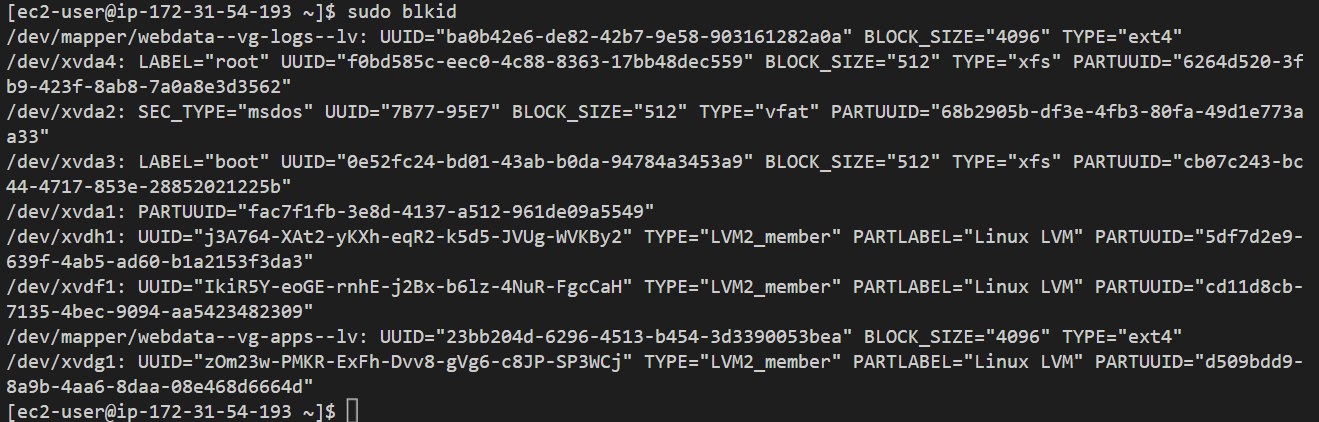 [ec2-user@ip-172-31-54-193 ~]$ sudo blkid
/dev/mapper/webdata--vg-logs--lv: UUID="ba0b42e6-de82-42b7-9e58-903161282a0a" BLOCK_SIZE="4096" TYPE="ext4"
/dev/xvda4: LABEL="root" UUID="f0bd585c-eec0-4c88-8363-17bb48dec559" BLOCK_SIZE="512" TYPE="xfs" PARTUUID="6264d520-3f
b9-423f-8ab8-7a0a8e3d3562"
/dev/xvda2: SEC_TYPE="msdos" UUID="7B77-95E7" BLOCK_SIZE="512" TYPE="vfat" PARTUUID="68b2905b-df3e-4fb3-80fa-49d1e773a
a33"
/dev/xvda3: LABEL="boot" UUID="0e52fc24-bd01-43ab-b0da-94784a3453a9" BLOCK_SIZE="512" TYPE="xfs" PARTUUID="cb07c243-bc
44-4717-853e-28852021225b"
/dev/xvda1: PARTUUID="fac7f1fb-3e8d-4137-a512-961de09a5549"
/dev/xvdh1: UUID="j3A764-XAt2-yKXh-eqR2-k5d5-JVUg-WVKBy2" TYPE="LVM2_member" PARTLABEL="Linux LVM" PARTUUID="5df7d2e9-
639f-4ab5-ad60-b1a2153f3da3"
/dev/xvdf1: UUID="IkiR5Y-eoGE-rnhE-j2Bx-b6lz-4NuR-FgcCaH" TYPE="LVM2_member" PARTLABEL="Linux LVM" PARTUUID="cd11d8cb-
7135-4bec-9094-aa5423482309"
/dev/mapper/webdata--vg-apps--lv: UUID="23bb204d-6296-4513-b454-3d3390053bea" BLOCK_SIZE="4096" TYPE="ext4"
/dev/xvdg1: UUID="zOm23w-PMKR-ExFh-Dvv8-gVg6-c8JP-SP3WCj" TYPE="LVM2_member" PARTLABEL="Linux LVM" PARTUUID="d509bdd9-
8a9b-4aa6-8daa-08e468d6664d"
[ec2-user@ip-172-31-54-193 ~]$